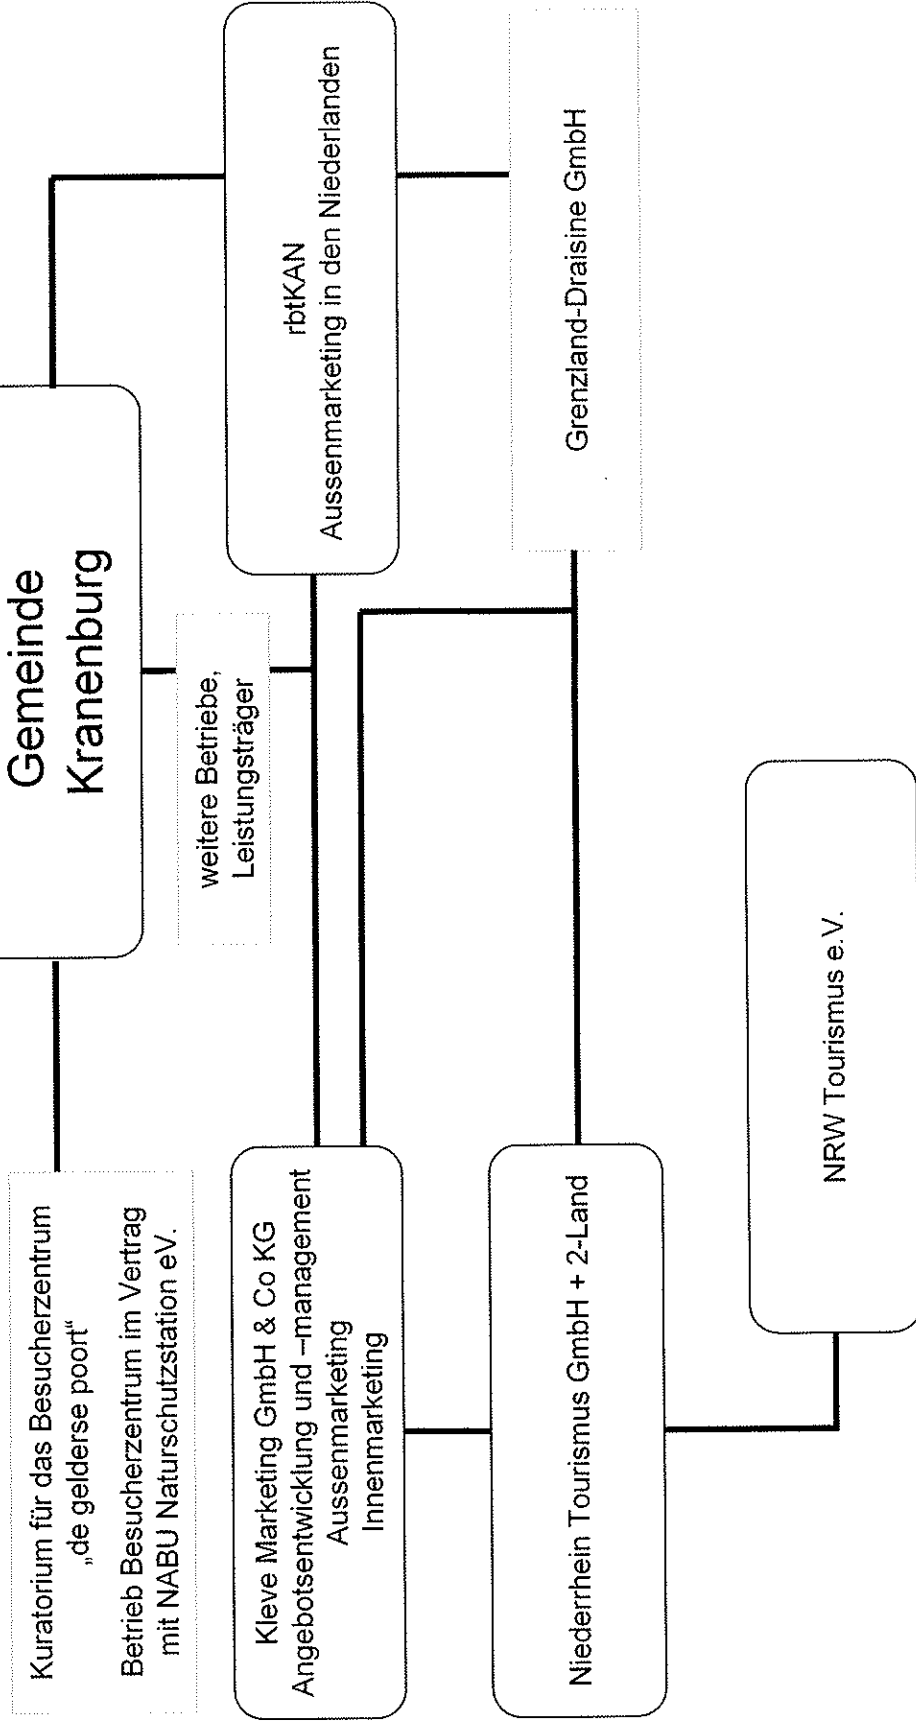 Gemeinde
Kranenburg
Kuratorium für das Besucherzentrum
„de gelderse poort“
Betrieb Besucherzentrum im Vertrag
mit NABU Naturschutzstation eV.
weitere Betriebe,
Leistungsträger
Kleve Marketing GmbH & Co KG
Angebotsentwicklung und –management
Aussenmarketing
Innenmarketing
rbtKAN
Aussenmarketing in den Niederlanden
Niederrhein Tourismus GmbH + 2-Land
Grenzland-Draisine GmbH
NRW Tourismus e.V.